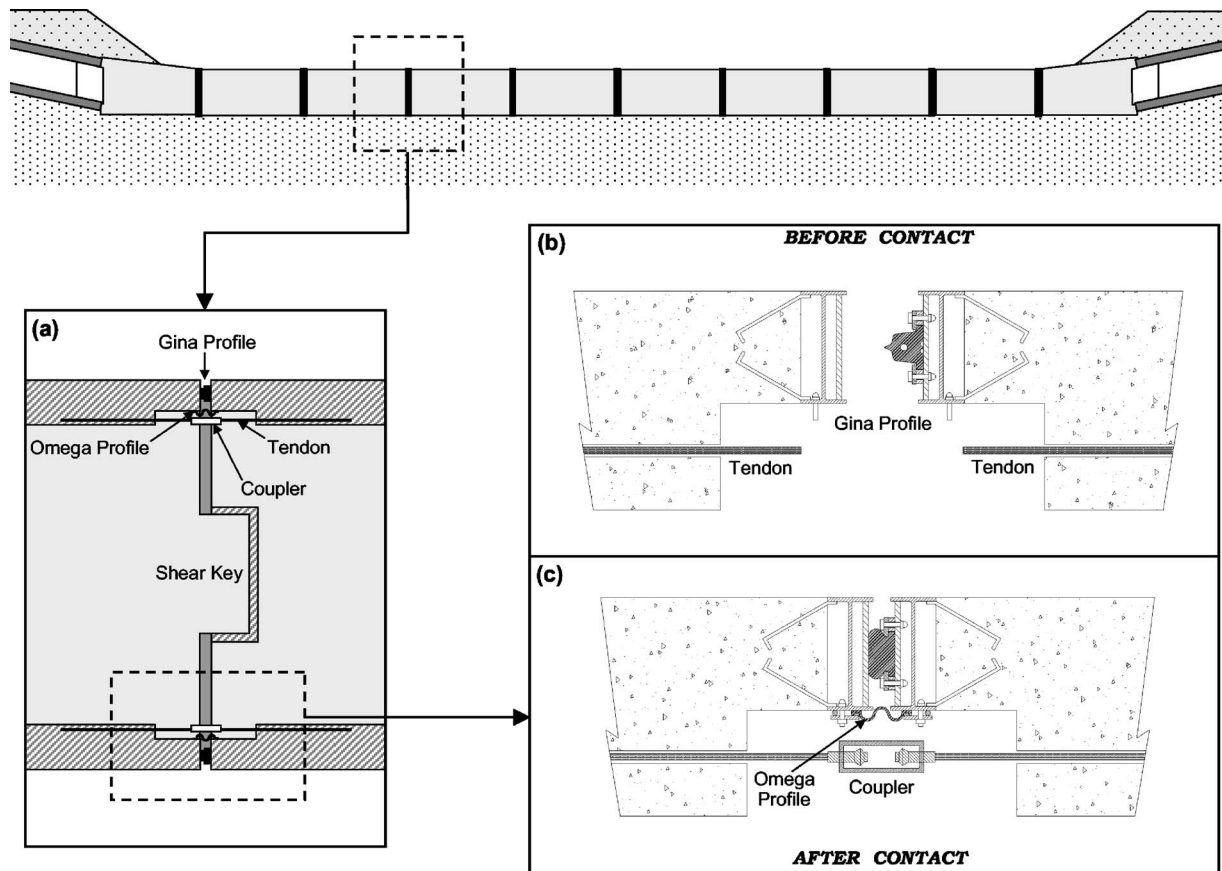 (a)
Gina Profile
Omega Profile
Tendon
Coupler
Shear Key
(b)
BEFORE CONTACT
Gina Profile
Tendon
Tendon
(c)
Omega
Profile
Coupler
AFTER CONTACT